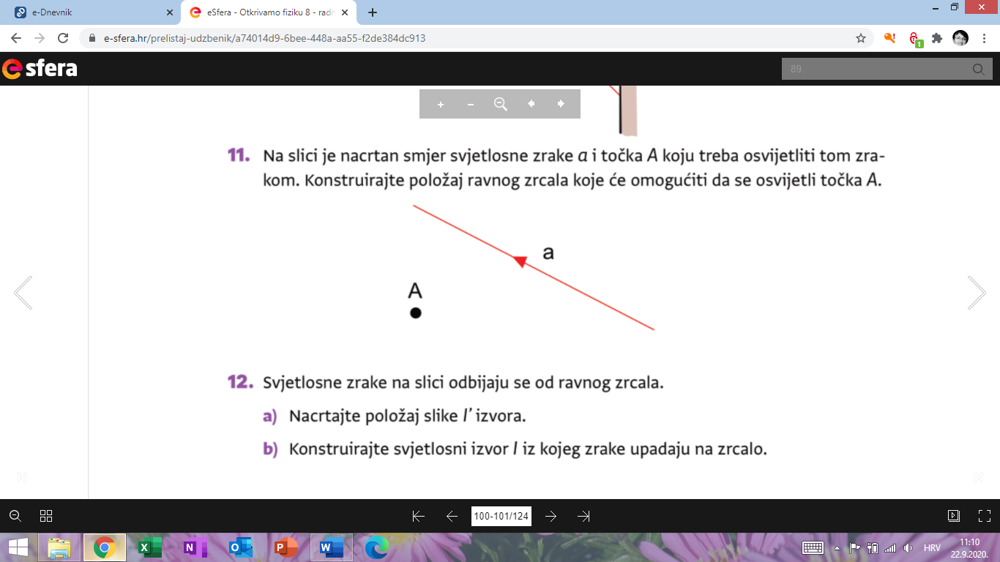 e-Dnevnik
eSfera - Otkrivamo fiziku 8 - radn
e-sfera.hr/prelistaj-udzbenik/a74014d9-6bee-448a-aa55-f2de384dc913
1
e sfera
89.
11. Na slici je nacrtan smjer svjetlosne zrake a i točka A koju treba osvijetliti tom zra-
kom. Konstruirajte položaj ravnog zrcala koje će omogućiti da se osvijetli točka A.
a
A
12. Svjetlosne zrake na slici odbijaju se od ravnog zrcala.
a) Nacrtajte položaj slike l’ izvora.
b) Konstruirajte svjetlosni izvor l iz kojeg zrake upadaju na zrcalo.
100-101/124
HRV
11:10
22.9.2020.